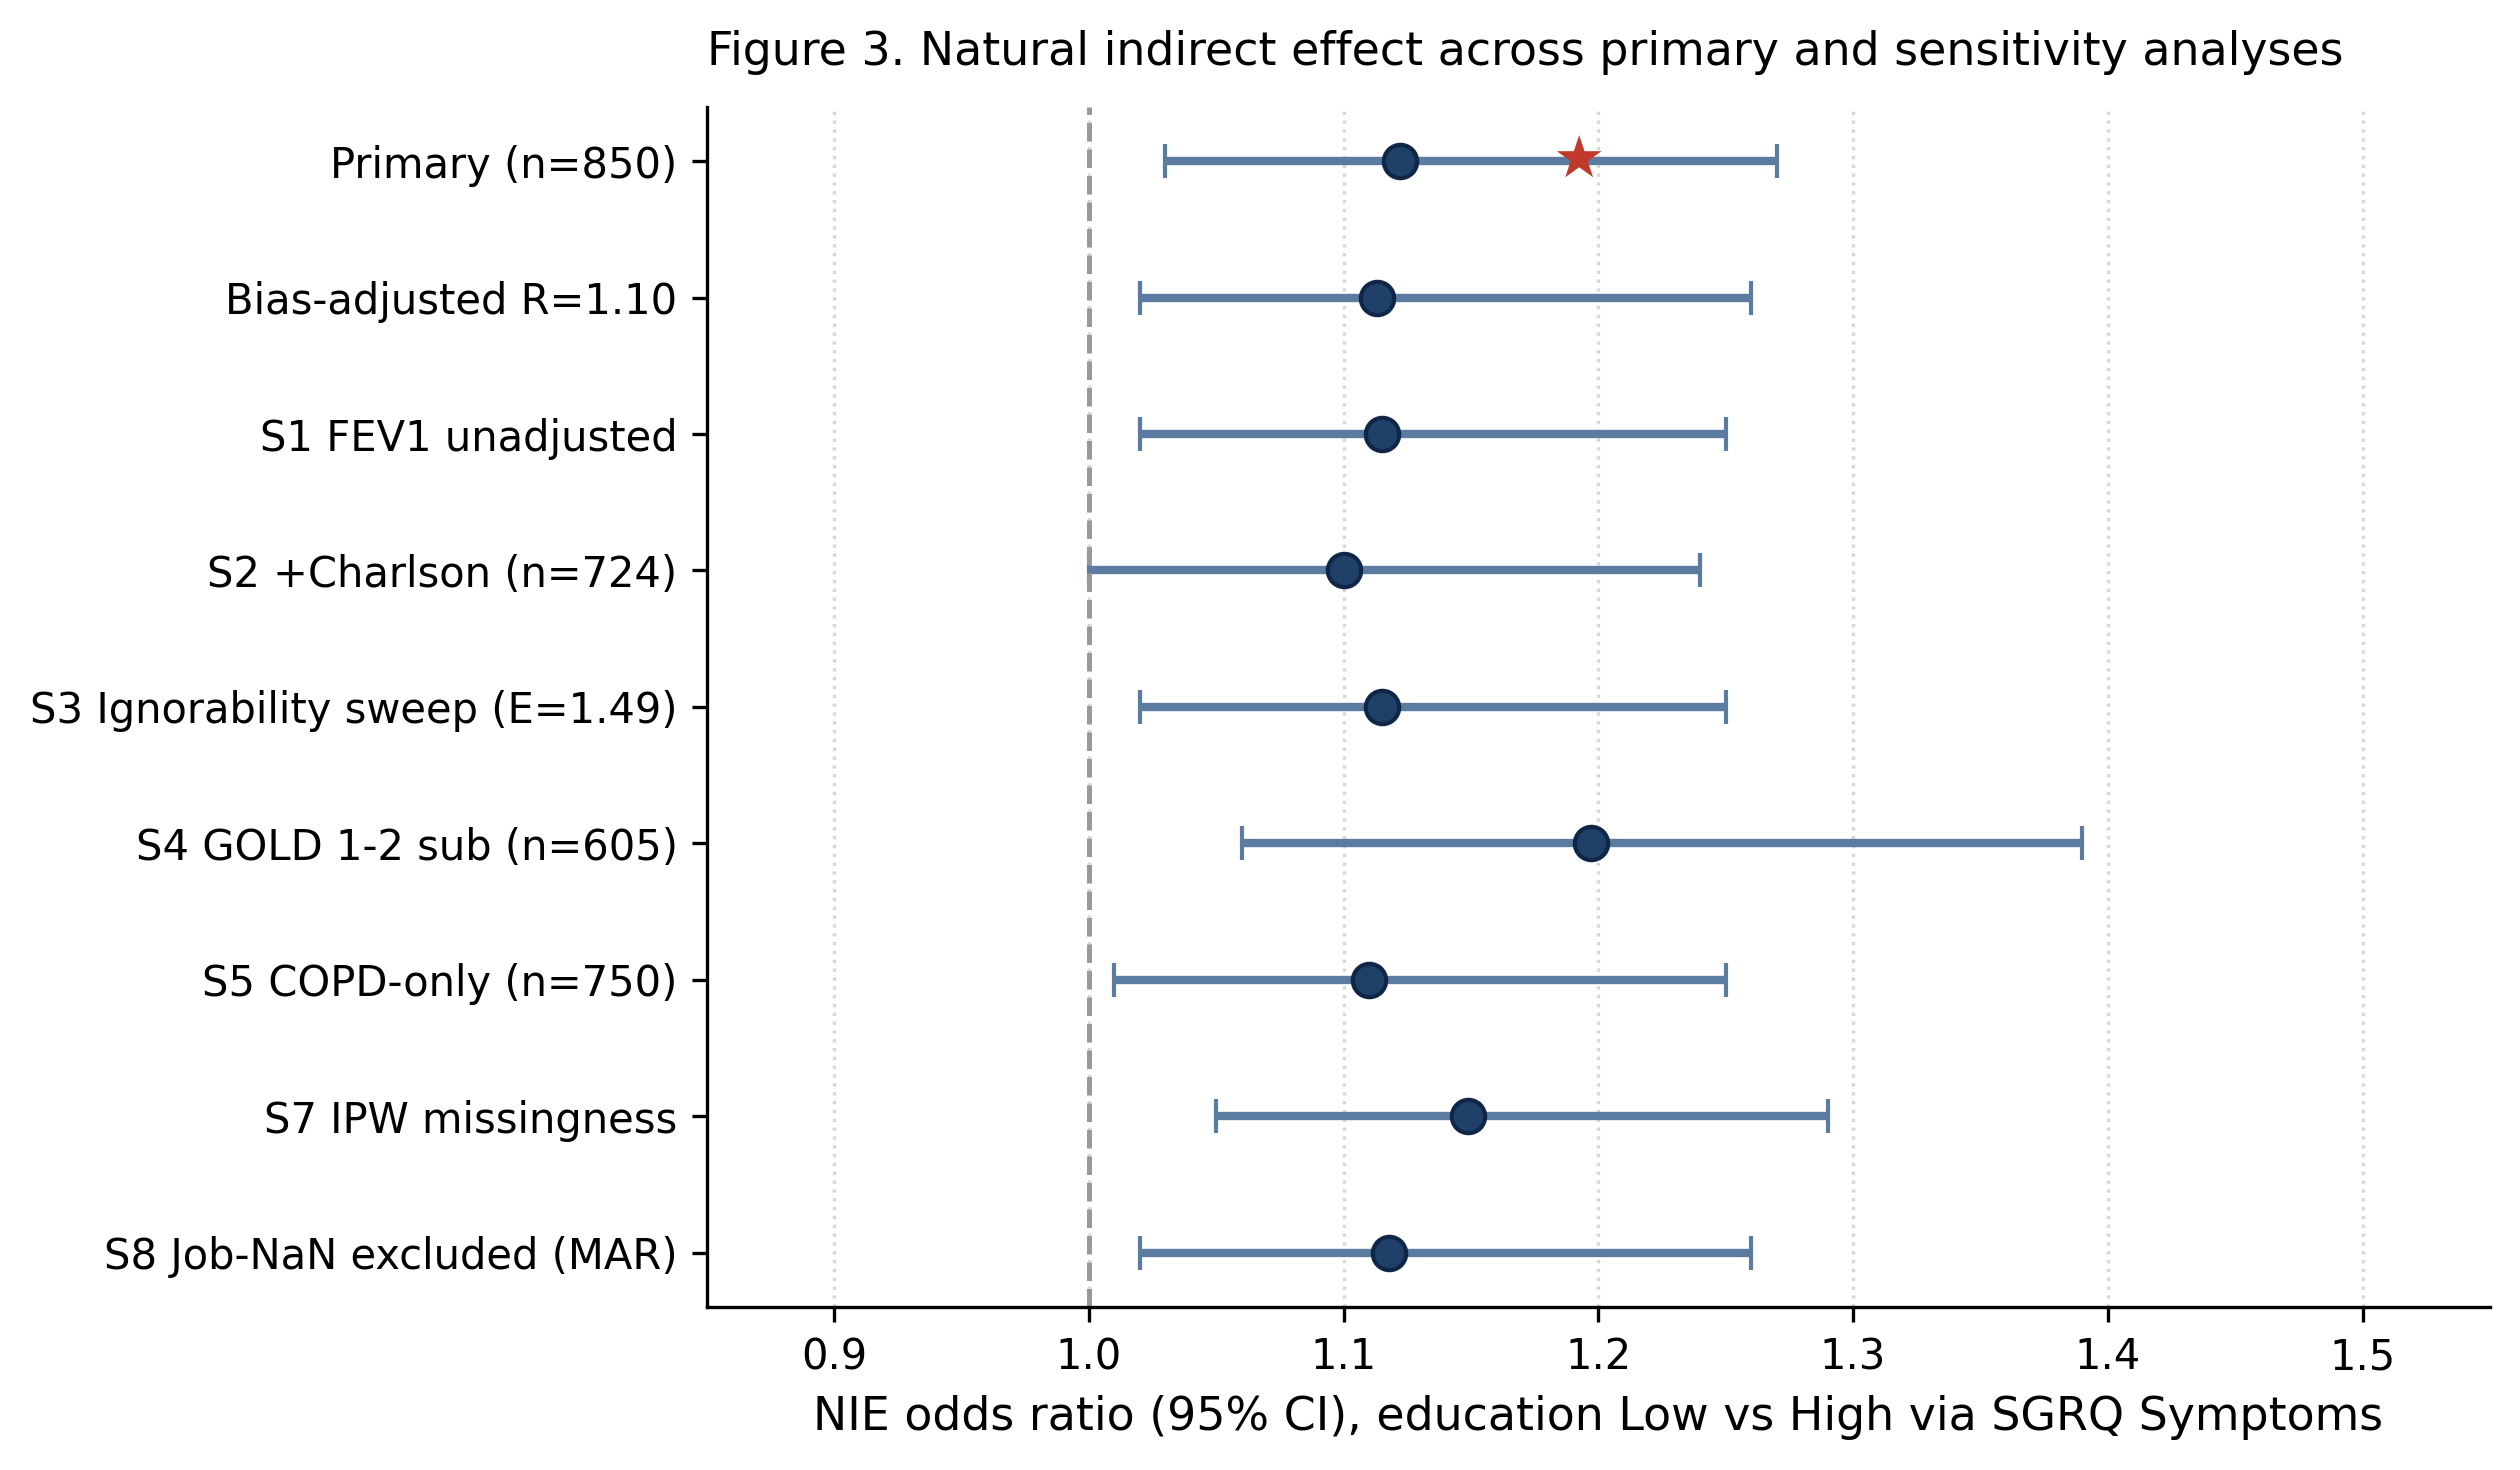 Figure 3. Natural indirect effect across primary and sensitivity analyses
Primary (n=850)
Bias-adjusted R=1.10
S1 FEV1 unadjusted
S2 +Charlson (n=724)
S3 Ignorability sweep (E=1.49)
S4 GOLD 1-2 sub (n=605)
S5 COPD-only (n=750)
S7 IPW missingness
S8 Job-NaN excluded (MAR)
0.9 1.0 1.1 1.2 1.3 1.4 1.5
NIE odds ratio (95% CI), education Low vs High via SGRQ Symptoms